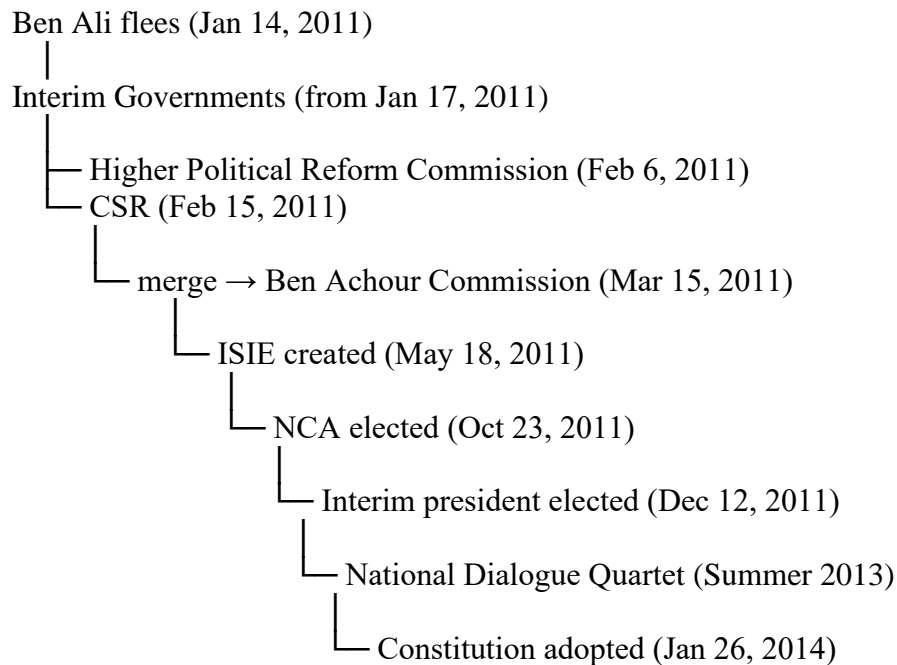 Ben Ali flees (Jan 14, 2011)
Interim Governments (from Jan 17, 2011)
Higher Political Reform Commission (Feb 6, 2011)
CSR (Feb 15, 2011)
merge → Ben Achour Commission (Mar 15, 2011)
ISIE created (May 18, 2011)
NCA elected (Oct 23, 2011)
Interim president elected (Dec 12, 2011)
National Dialogue Quartet (Summer 2013)
Constitution adopted (Jan 26, 2014)